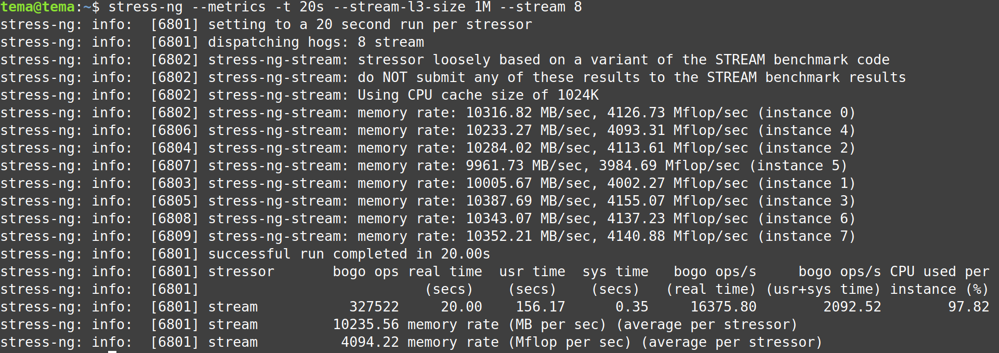 tema@tema:~$ stress-ng --metrics -t 20s --stream-l3-size 1M --stream 8
stress-ng: info:  [6801] setting to a 20 second run per stressor
stress-ng: info:  [6801] dispatching hogs: 8 stream
stress-ng: info:  [6802] stress-ng-stream: stressor loosely based on a variant of the STREAM benchmark code
stress-ng: info:  [6802] stress-ng-stream: do NOT submit any of these results to the STREAM benchmark results
stress-ng: info:  [6802] stress-ng-stream: Using CPU cache size of 1024K
stress-ng: info:  [6802] stress-ng-stream: memory rate: 10316.82 MB/sec, 4126.73 Mflop/sec (instance 0)
stress-ng: info:  [6806] stress-ng-stream: memory rate: 10233.27 MB/sec, 4093.31 Mflop/sec (instance 4)
stress-ng: info:  [6804] stress-ng-stream: memory rate: 10284.02 MB/sec, 4113.61 Mflop/sec (instance 2)
stress-ng: info:  [6807] stress-ng-stream: memory rate: 9961.73 MB/sec, 3984.69 Mflop/sec (instance 5)
stress-ng: info:  [6803] stress-ng-stream: memory rate: 10005.67 MB/sec, 4002.27 Mflop/sec (instance 1)
stress-ng: info:  [6805] stress-ng-stream: memory rate: 10387.69 MB/sec, 4155.07 Mflop/sec (instance 3)
stress-ng: info:  [6808] stress-ng-stream: memory rate: 10343.07 MB/sec, 4137.23 Mflop/sec (instance 6)
stress-ng: info:  [6809] stress-ng-stream: memory rate: 10352.21 MB/sec, 4140.88 Mflop/sec (instance 7)
stress-ng: info:  [6801] successful run completed in 20.00s
stress-ng: info:  [6801] stressor       bogo ops real time  usr time  sys time   bogo ops/s     bogo ops/s CPU used per
stress-ng: info:  [6801]                           (secs)    (secs)    (secs)   (real time) (usr+sys time) instance (%)
stress-ng: info:  [6801] stream           327522     20.00    156.17      0.35     16375.80        2092.52        97.82
stress-ng: info:  [6801] stream         10235.56 memory rate (MB per sec) (average per stressor)
stress-ng: info:  [6801] stream          4094.22 memory rate (Mflop per sec) (average per stressor)